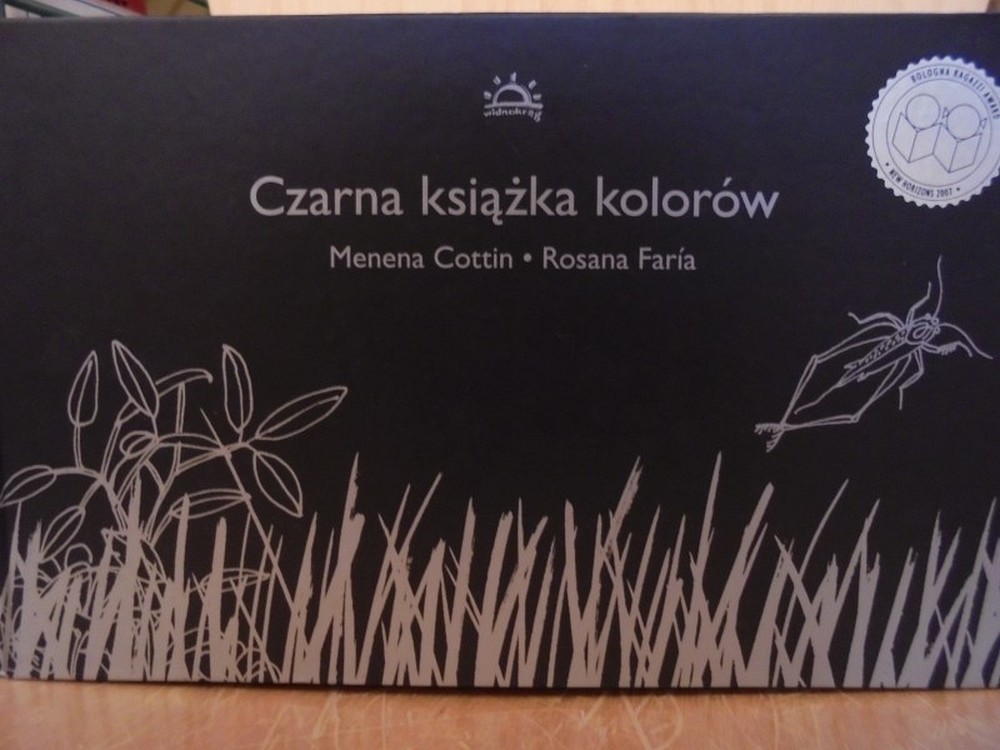 widnokrąg
BOLOGNA RAGAZZI AWARD
• NEW HORIZONS 2007 •
Czarna książka kolorów
Menena Cottin • Rosana Faría